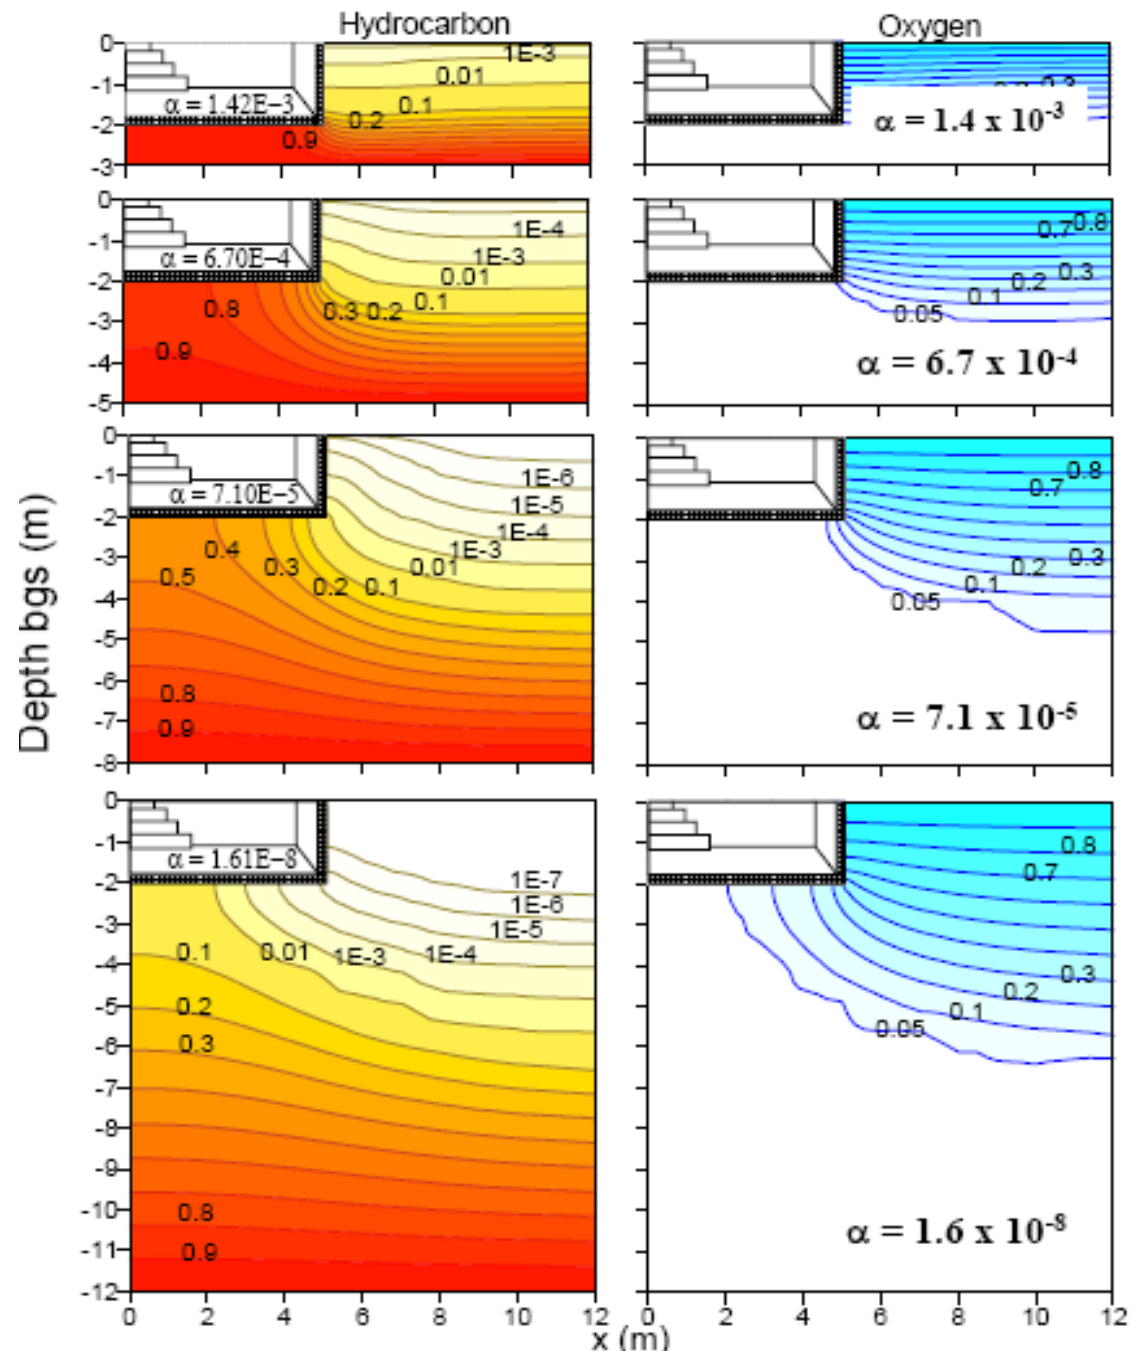 Hydrocarbon
Oxygen
Depth bgs (m)
0
-1
-2
-3
1E-3
0.01
0.1
0.2
0.9
α = 1.42E-3
α = 1.4 x 10-3
0
-1
-2
-3
-4
-5
1E-4
1E-3
0.01
0.1
0.3 0.2
0.8
0.9
α = 6.70E-4
0.7 0.8
0.3
0.2
0.1
0.05
α = 6.7 x 10-4
0
-1
-2
-3
-4
-5
-6
-7
-8
α = 7.10E-5
1E-6
1E-5
1E-4
1E-3
0.01
0.4
0.3
0.2
0.1
0.5
0.8
0.9
0.8
0.7
0.3
0.2
0.1
0.05
α = 7.1 x 10-5
0
-1
-2
-3
-4
-5
-6
-7
-8
-9
-10
-11
-12
α = 1.61E-8
1E-7
1E-6
1E-5
1E-4
1E-3
0.01
0.1
0.2
0.3
0.8
0.9
0.8
0.7
0.3
0.2
0.1
0.05
α = 1.6 x 10-8
0 2 4 6 8 10 12
0 2 4 6 8 10 12
x (m)